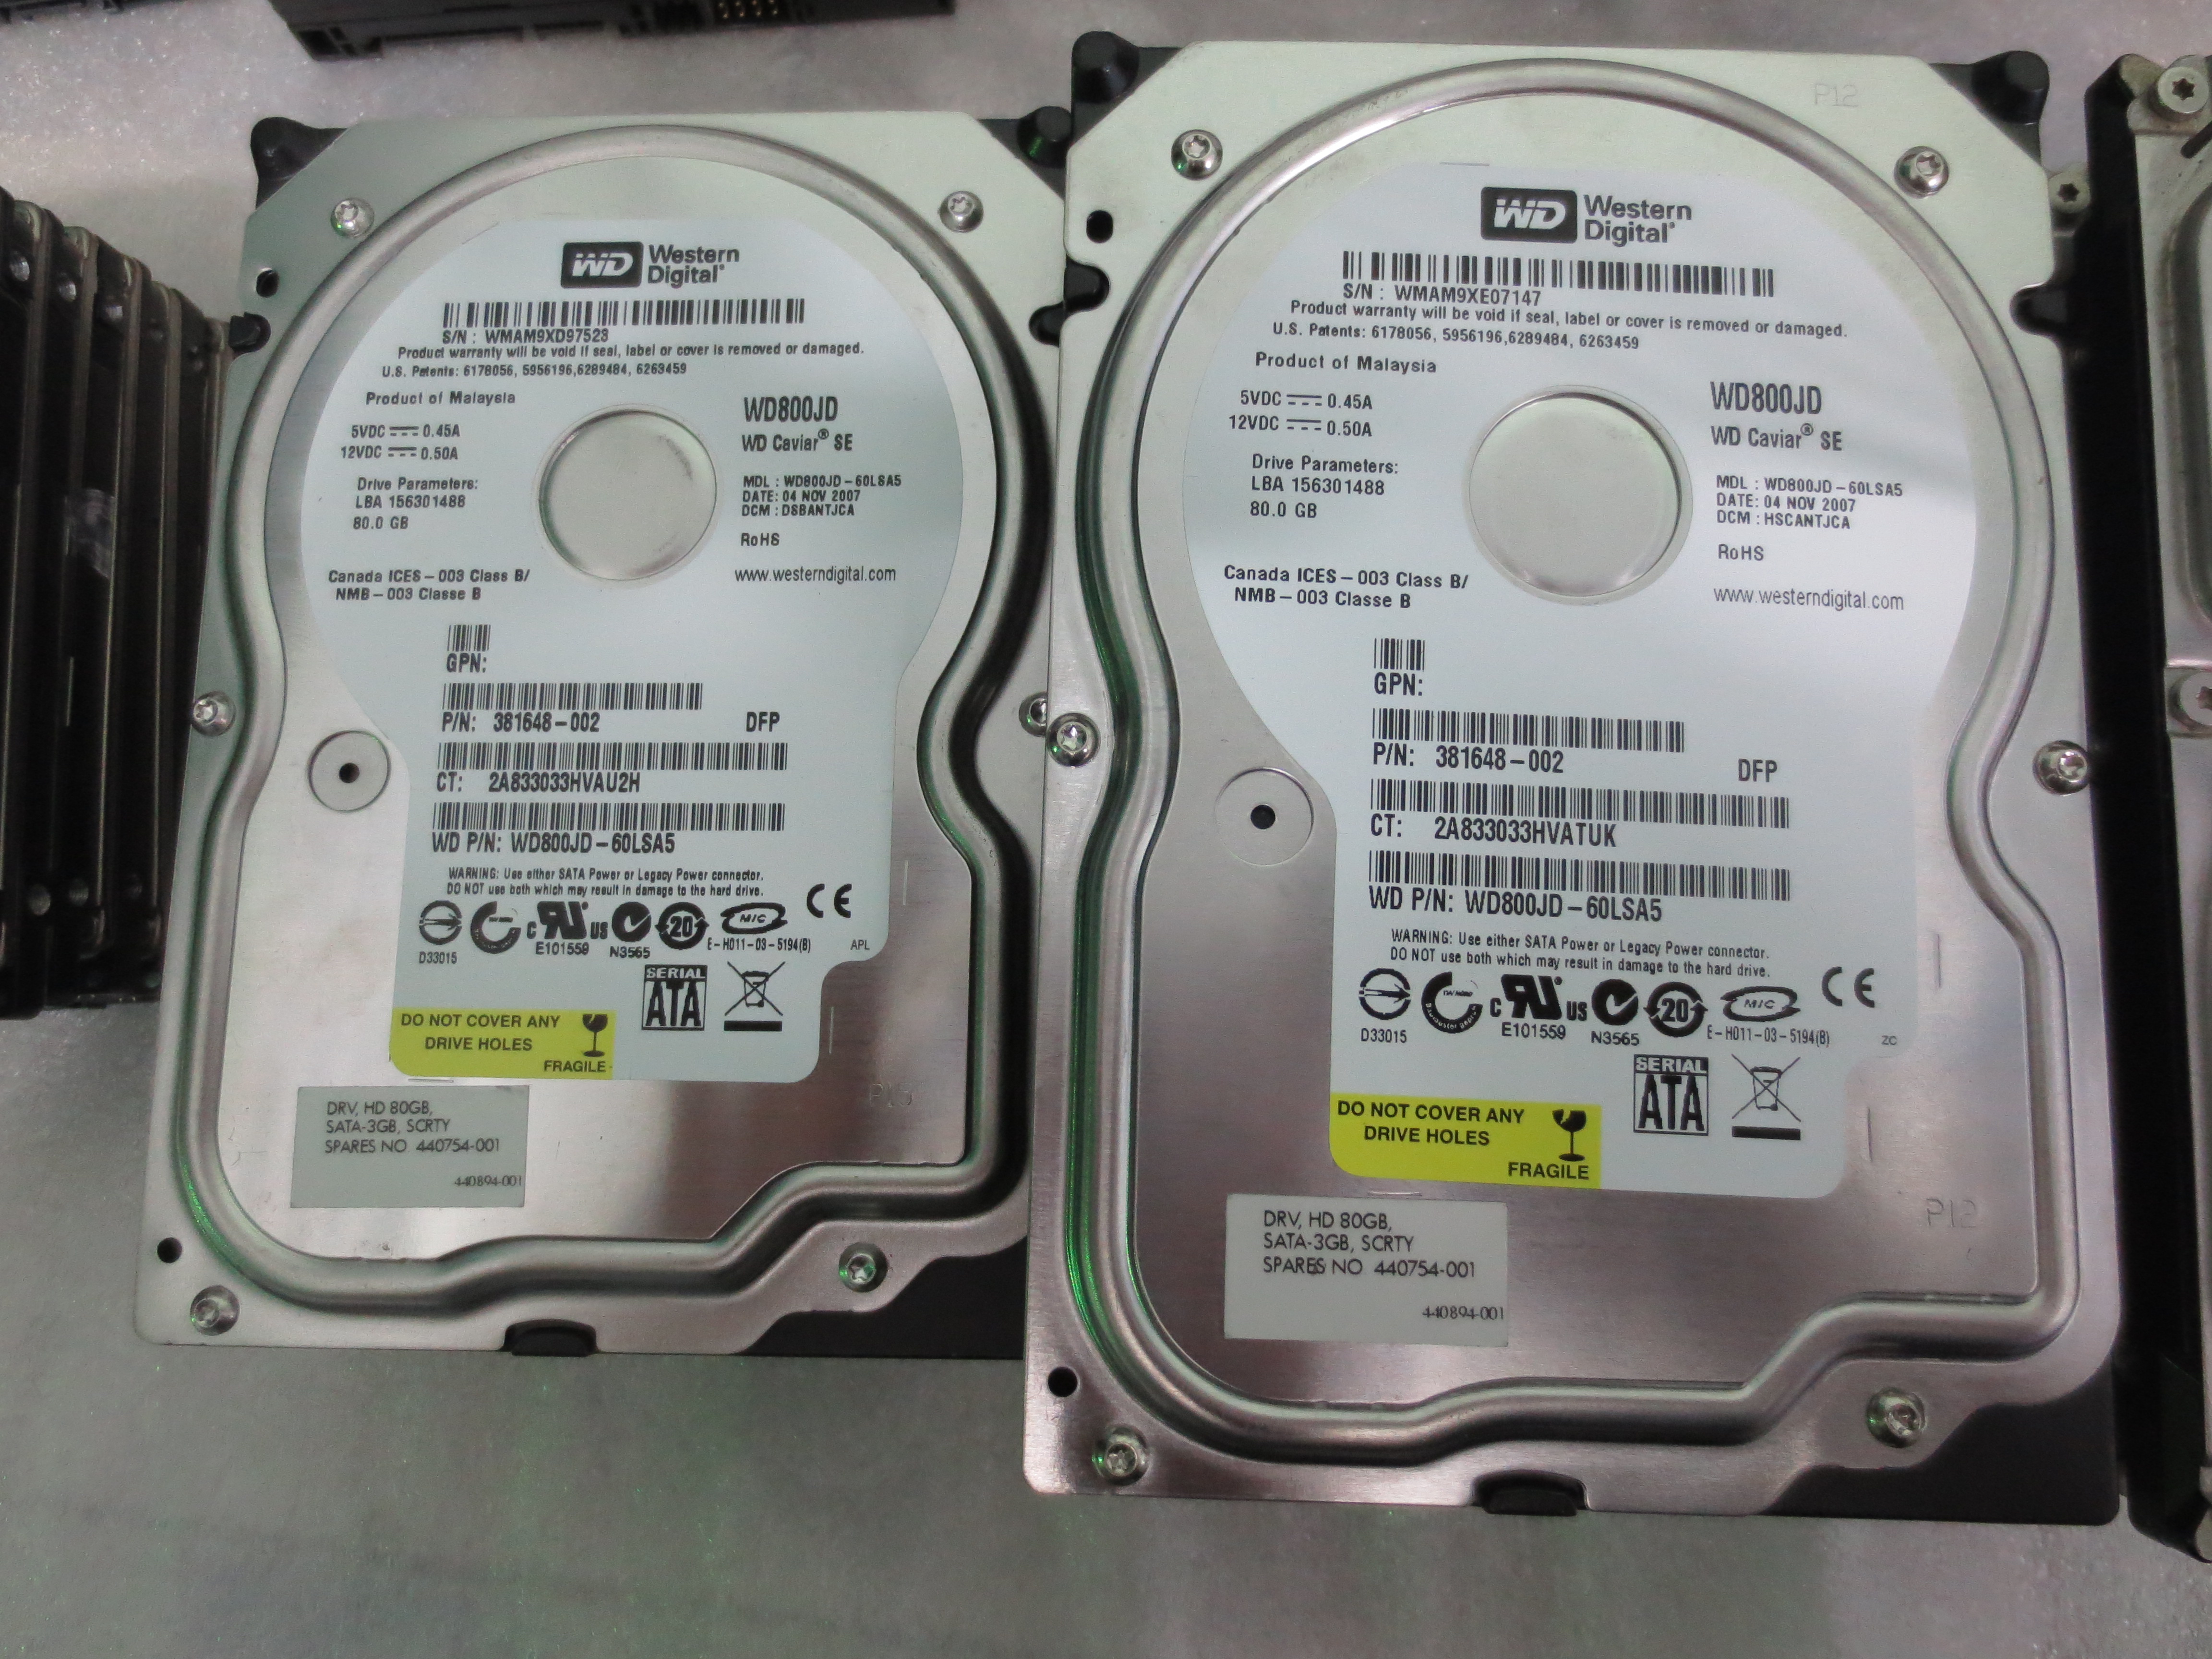 WD Western
Digital®
S/N : WMAM9XD97523
Product warranty will be void if seal, label or cover is removed or damaged.
U.S. Patents: 6178056, 5956196,6289484, 6263459
Product of Malaysia
5VDC 0.45A
12VDC 0.50A
Drive Parameters:
LBA 156301488
80.0 GB
WD800JD
WD Caviar® SE
MDL : WD800JD-60LSA5
DATE: 04 NOV 2007
DCM : DSBANTJCA
RoHS
www.westerndigital.com
Canada ICES-003 Class B/
NMB-003 Classe B
GPN:
P/N: 381648-002 DFP
CT: 2A833033HVAU2H
WD P/N: WD800JD-60LSA5
WARNING: Use either SATA Power or Legacy Power connector.
DO NOT use both which may result in damage to the hard drive.
c US 20 MIC CE
D33015 E101559 N3565 E-H011-03-5194(B) APL
SERIAL
ATA
DO NOT COVER ANY
DRIVE HOLES
FRAGILE
DRV, HD 80GB,
SATA-3GB, SCRTY
SPARES NO 440754-001
440894-001
P12
WD Western
Digital®
S/N : WMAM9XE07147
Product warranty will be void if seal, label or cover is removed or damaged.
U.S. Patents: 6178056, 5956196,6289484, 6263459
Product of Malaysia
5VDC 0.45A
12VDC 0.50A
Drive Parameters:
LBA 156301488
80.0 GB
WD800JD
WD Caviar® SE
MDL : WD800JD-60LSA5
DATE: 04 NOV 2007
DCM : HSCANTJCA
RoHS
www.westerndigital.com
Canada ICES-003 Class B/
NMB-003 Classe B
GPN:
P/N: 381648-002 DFP
CT: 2A833033HVATUK
WD P/N: WD800JD-60LSA5
WARNING: Use either SATA Power or Legacy Power connector.
DO NOT use both which may result in damage to the hard drive.
c US 20 MIC CE
D33015 E101559 N3565 E-H011-03-5194(B) ZC
SERIAL
ATA
DO NOT COVER ANY
DRIVE HOLES
FRAGILE
P12
DRV, HD 80GB,
SATA-3GB, SCRTY
SPARES NO 440754-001
440894-001